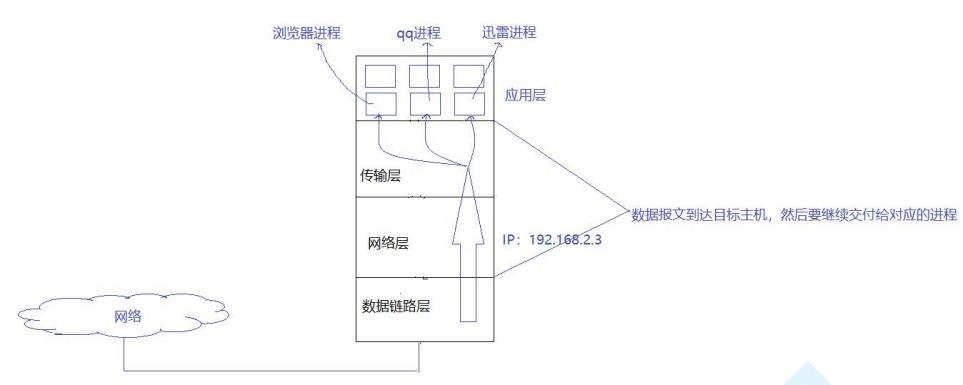 浏览器进程
qq进程
迅雷进程
应用层
传输层
数据报文到达目标主机，然后要继续交付给对应的进程
网络层
IP：192.168.2.3
数据链路层
网络